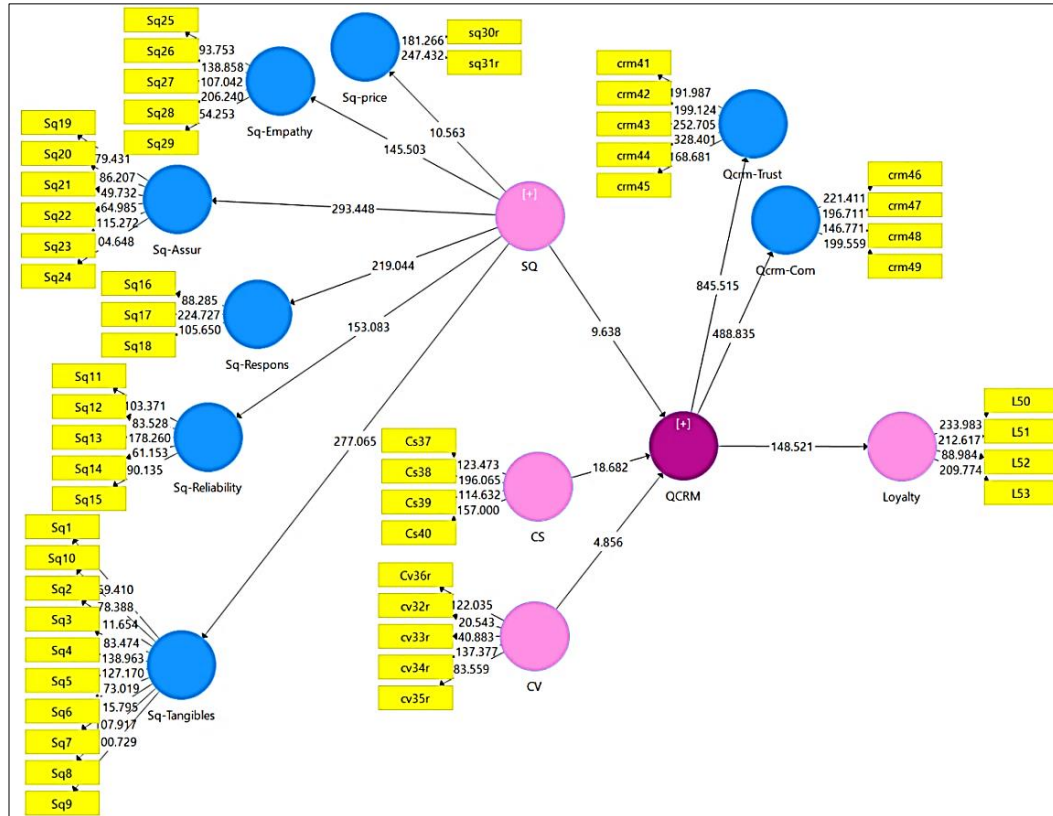 Sq25
Sq26
Sq27
Sq28
Sq29
93.753
138.858
107.042
206.240
54.253
Sq-Empathy
181.266
247.432
sq30r
sq31r
Sq-price
10.563
145.503
Sq19
Sq20
Sq21
Sq22
Sq23
Sq24
79.431
86.207
49.732
64.985
115.272
04.648
Sq-Assur
293.448
[+]
SQ
Sq16
Sq17
Sq18
88.285
224.727
105.650
Sq-Respons
219.044
153.083
277.065
Sq11
Sq12
Sq13
Sq14
Sq15
103.371
83.528
178.260
61.153
90.135
Sq-Reliability
Sq1
Sq10
Sq2
Sq3
Sq4
Sq5
Sq6
Sq7
Sq8
Sq9
78.388
11.654
83.474
138.963
127.170
73.019
15.795
00.729
Sq-Tangibles
crm41
crm42
crm43
crm44
crm45
191.987
199.124
252.705
328.401
168.681
Qcrm-Trust
221.411
196.711
146.771
199.559
crm46
crm47
crm48
crm49
Qcrm-Com
845.515
488.835
9.638
[+]
QCRM
Cs37
Cs38
Cs39
Cs40
123.473
196.065
114.632
157.000
CS
18.682
Cv36r
cv32r
cv33r
cv34r
cv35r
122.035
20.543
40.883
137.377
83.559
CV
4.856
148.521
Loyalty
233.983
212.617
88.984
209.774
L50
L51
L52
L53